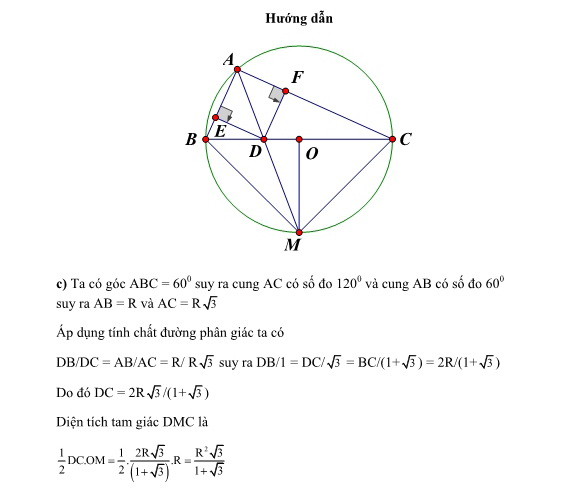 Hướng dẫn
A
F
B E D O C
M
c) Ta có góc ABC = 60⁰ suy ra cung AC có số đo 120⁰ và cung AB có số đo 60⁰
suy ra AB = R và AC = R√3
Áp dụng tính chất đường phân giác ta có
DB/DC = AB/AC = R/ R√3 suy ra DB/1 = DC/√3 = BC/(1+√3) = 2R/(1+√3)
Do đó DC = 2R√3/(1+√3)
Diện tích tam giác DMC là
1/2 DC.OM = 1/2 . 2R√3/(1+√3) .R = R²√3/1+√3